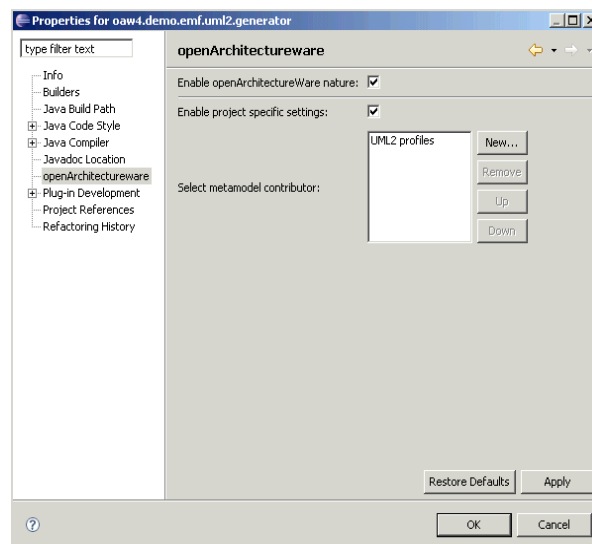 Properties for oaw4.demo.emf.uml2.generator
type filter text
openArchitectureware
Info
Builders
Java Build Path
Java Code Style
Java Compiler
Javadoc Location
openArchitectureware
Plug-in Development
Project References
Refactoring History
Enable openArchitectureWare nature:
Enable project specific settings:
Select metamodel contributor:
UML2 profiles
New...
Remove
Up
Down
Restore Defaults
Apply
?
OK
Cancel